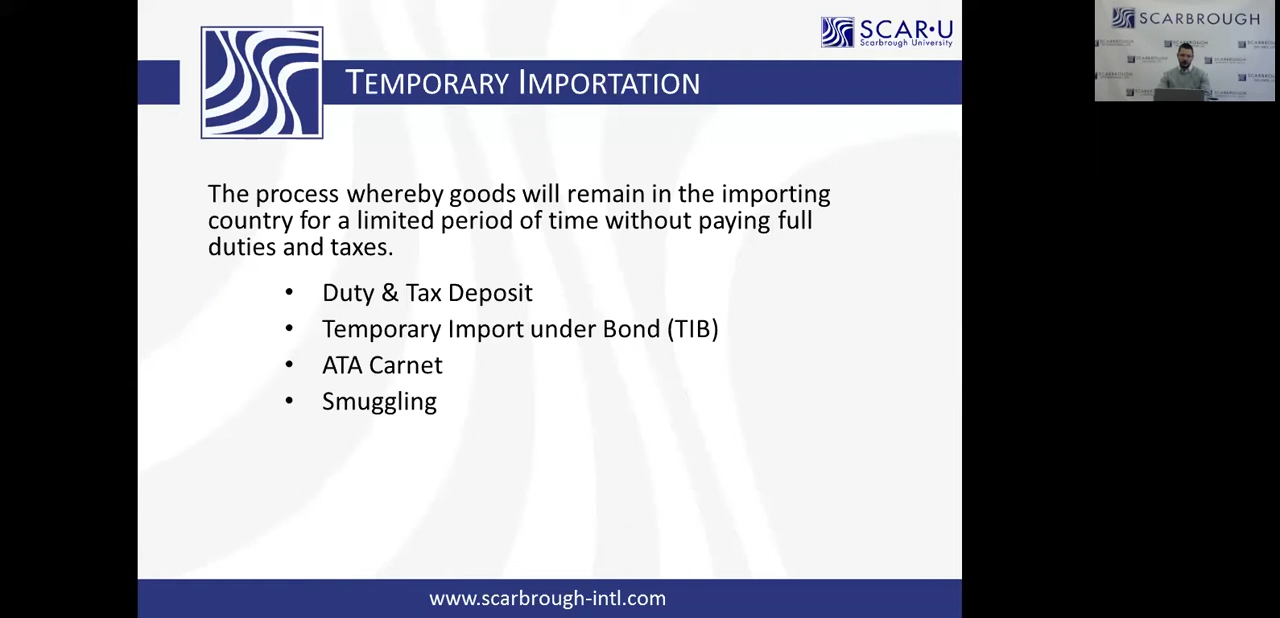 SCAR•U
Scarbrough University
TEMPORARY IMPORTATION
The process whereby goods will remain in the importing
country for a limited period of time without paying full
duties and taxes.
• Duty & Tax Deposit
• Temporary Import under Bond (TIB)
• ATA Carnet
• Smuggling
www.scarbrough-intl.com
SCARBROUGH